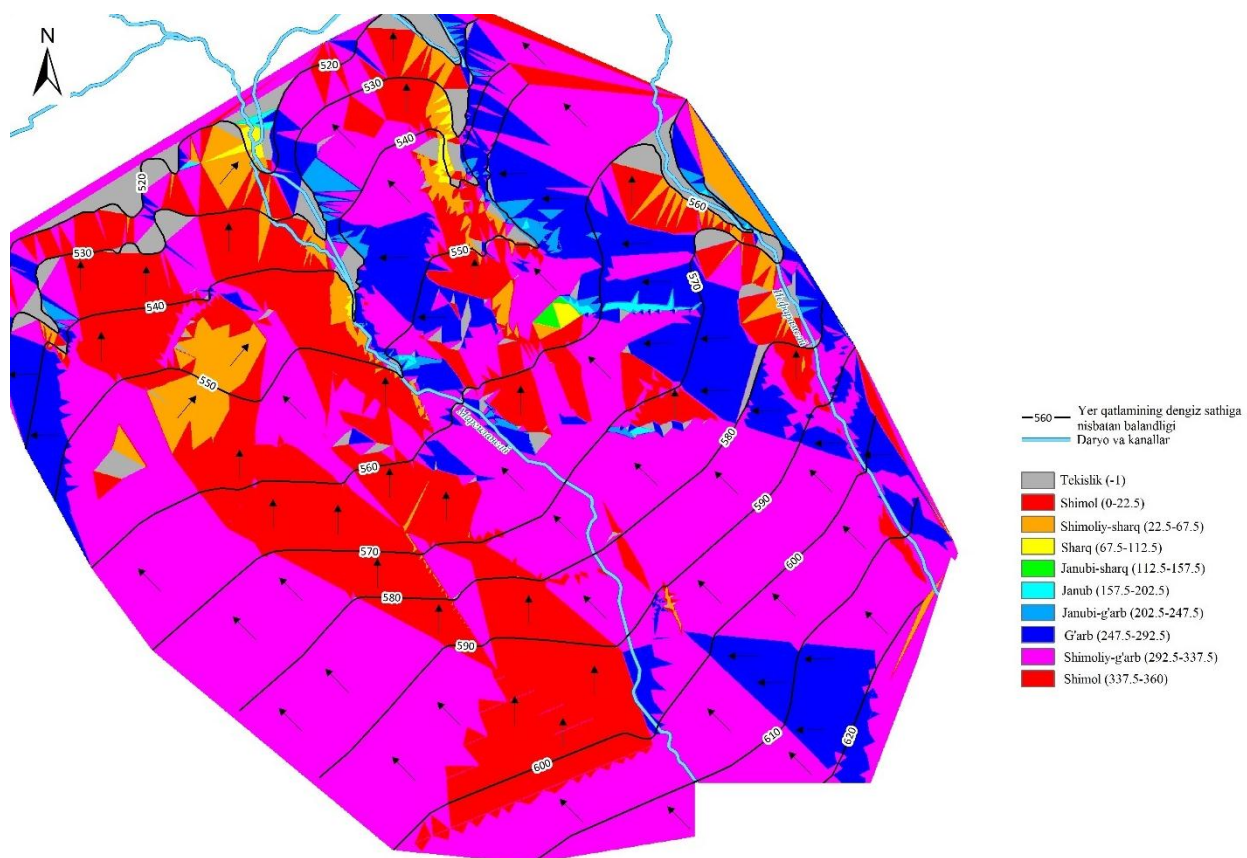 N
520
530
540
520
560
530
550
570
540
550
580
560
590
570
600
580
590
610
620
600
560 Yer qatlamining dengiz sathiga
nisbatan balandligi
Daryo va kanallar
Tekislik (-1)
Shimol (0-22.5)
Shimoliy-sharq (22.5-67.5)
Sharq (67.5-112.5)
Janubi-sharq (112.5-157.5)
Janub (157.5-202.5)
Janubi-g'arb (202.5-247.5)
G'arb (247.5-292.5)
Shimoliy-g'arb (292.5-337.5)
Shimol (337.5-360)